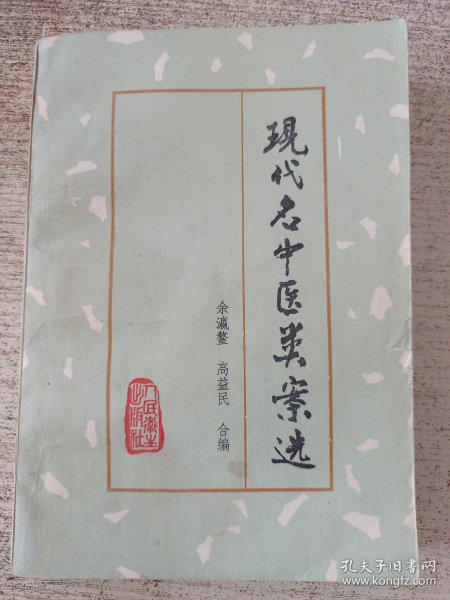 现代名中医类案选
余瀛鳌 高益民 合编
人民卫生出版社
孔夫子旧书网
www.kongfz.com